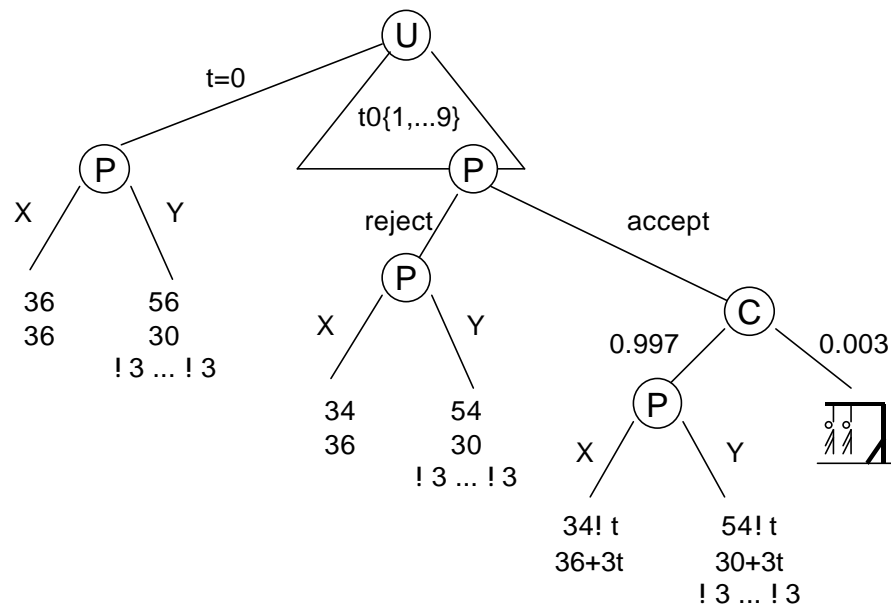 U
t=0
t0{1,...9}
P
P
X
Y
reject
accept
36
56
36
30
! 3 ... ! 3
P
C
X
Y
0.997
0.003
34
54
36
30
! 3 ... ! 3
P
X
Y
34! t
54! t
36+3t
30+3t
! 3 ... ! 3